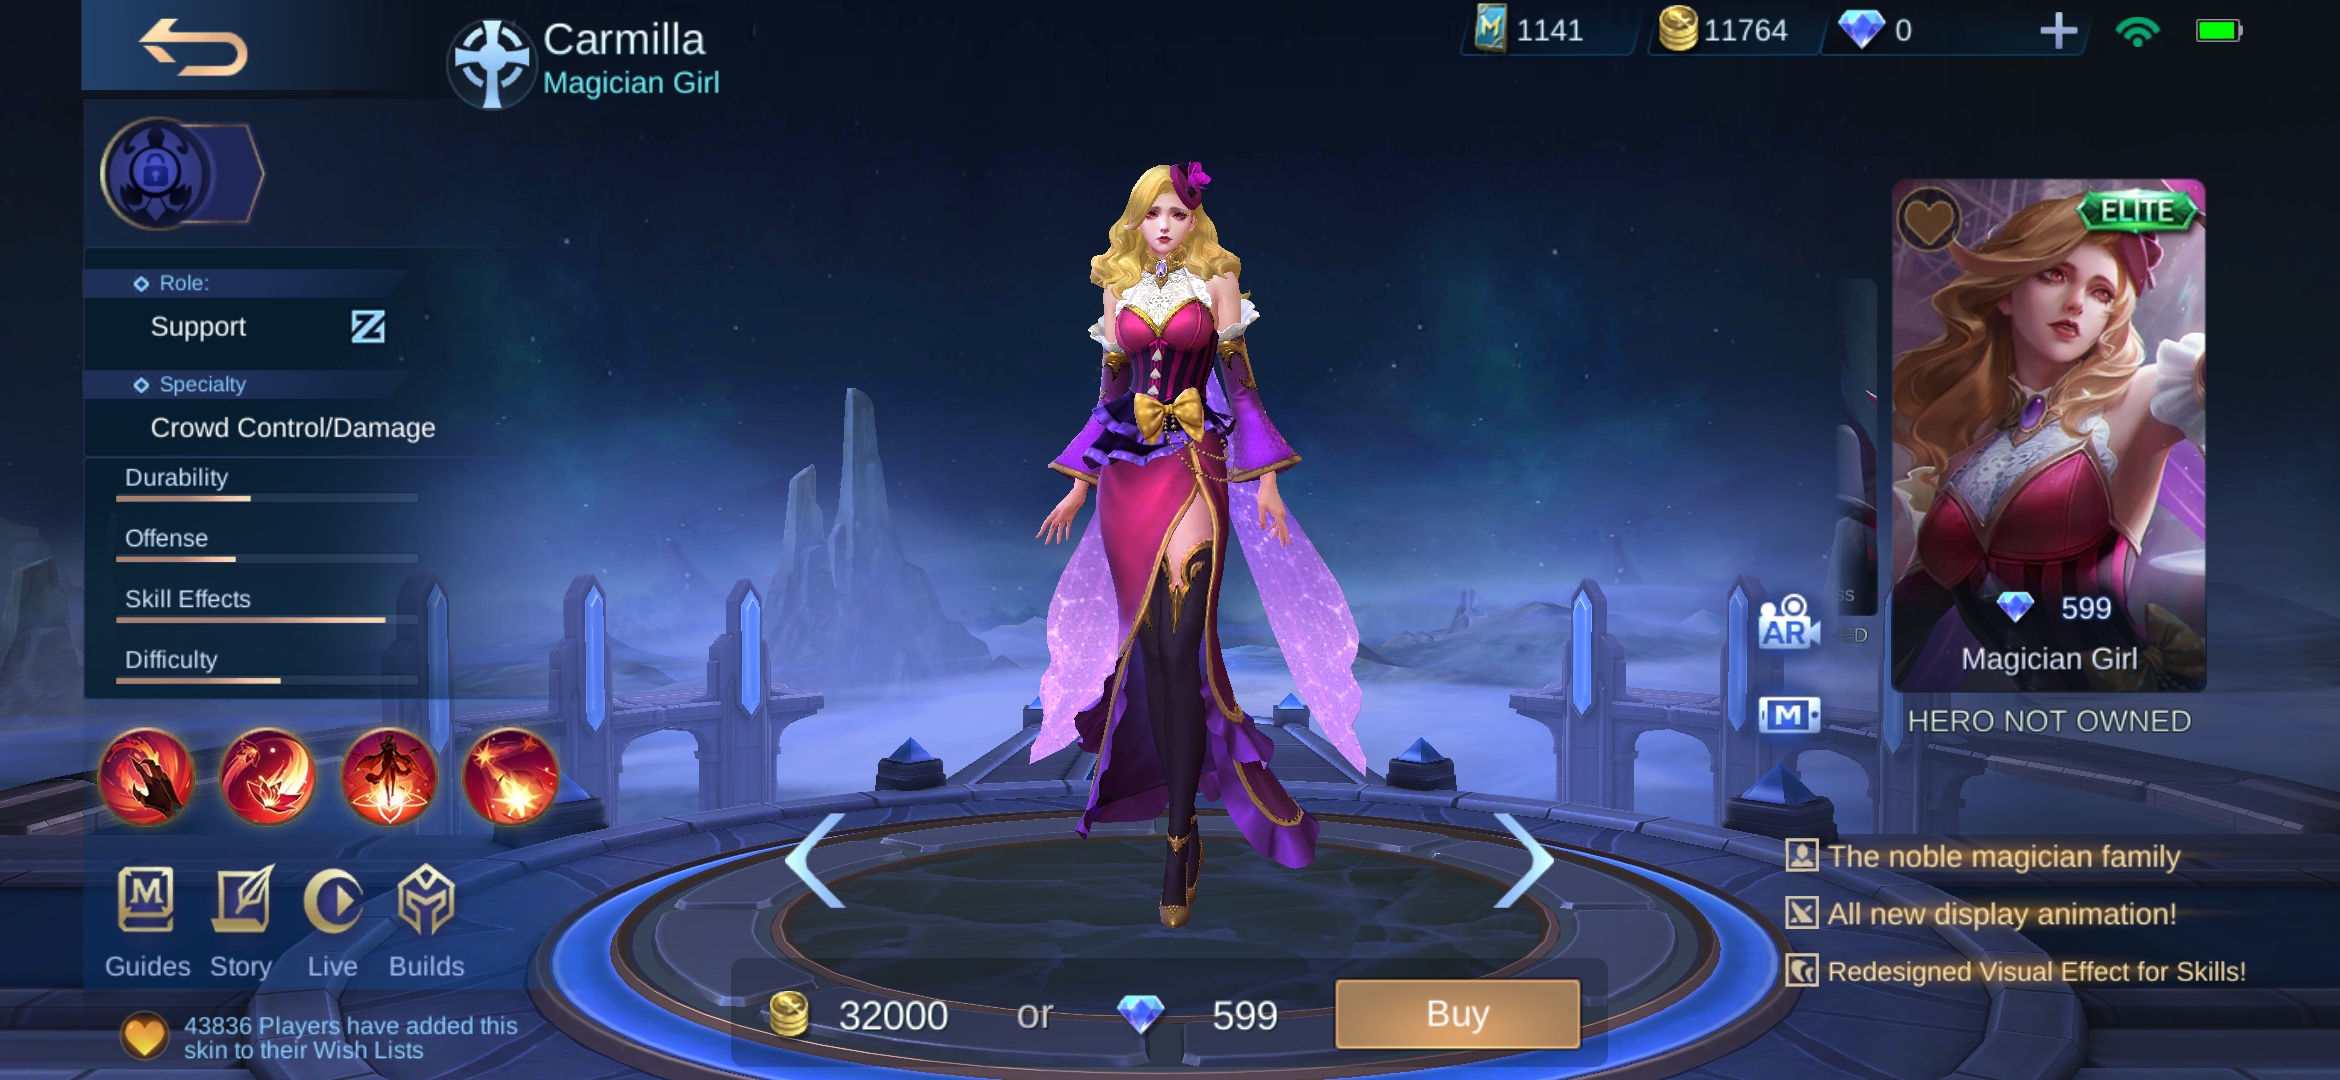 Carmilla
Magician Girl
1141
11764
0
Role:
Support
Specialty
Crowd Control/Damage
Durability
Offense
Skill Effects
Difficulty
Guides
Story
Live
Builds
43836 Players have added this
skin to their Wish Lists
32000
or
599
Buy
AR
M
ELITE
599
Magician Girl
HERO NOT OWNED
The noble magician family
All new display animation!
Redesigned Visual Effect for Skills!